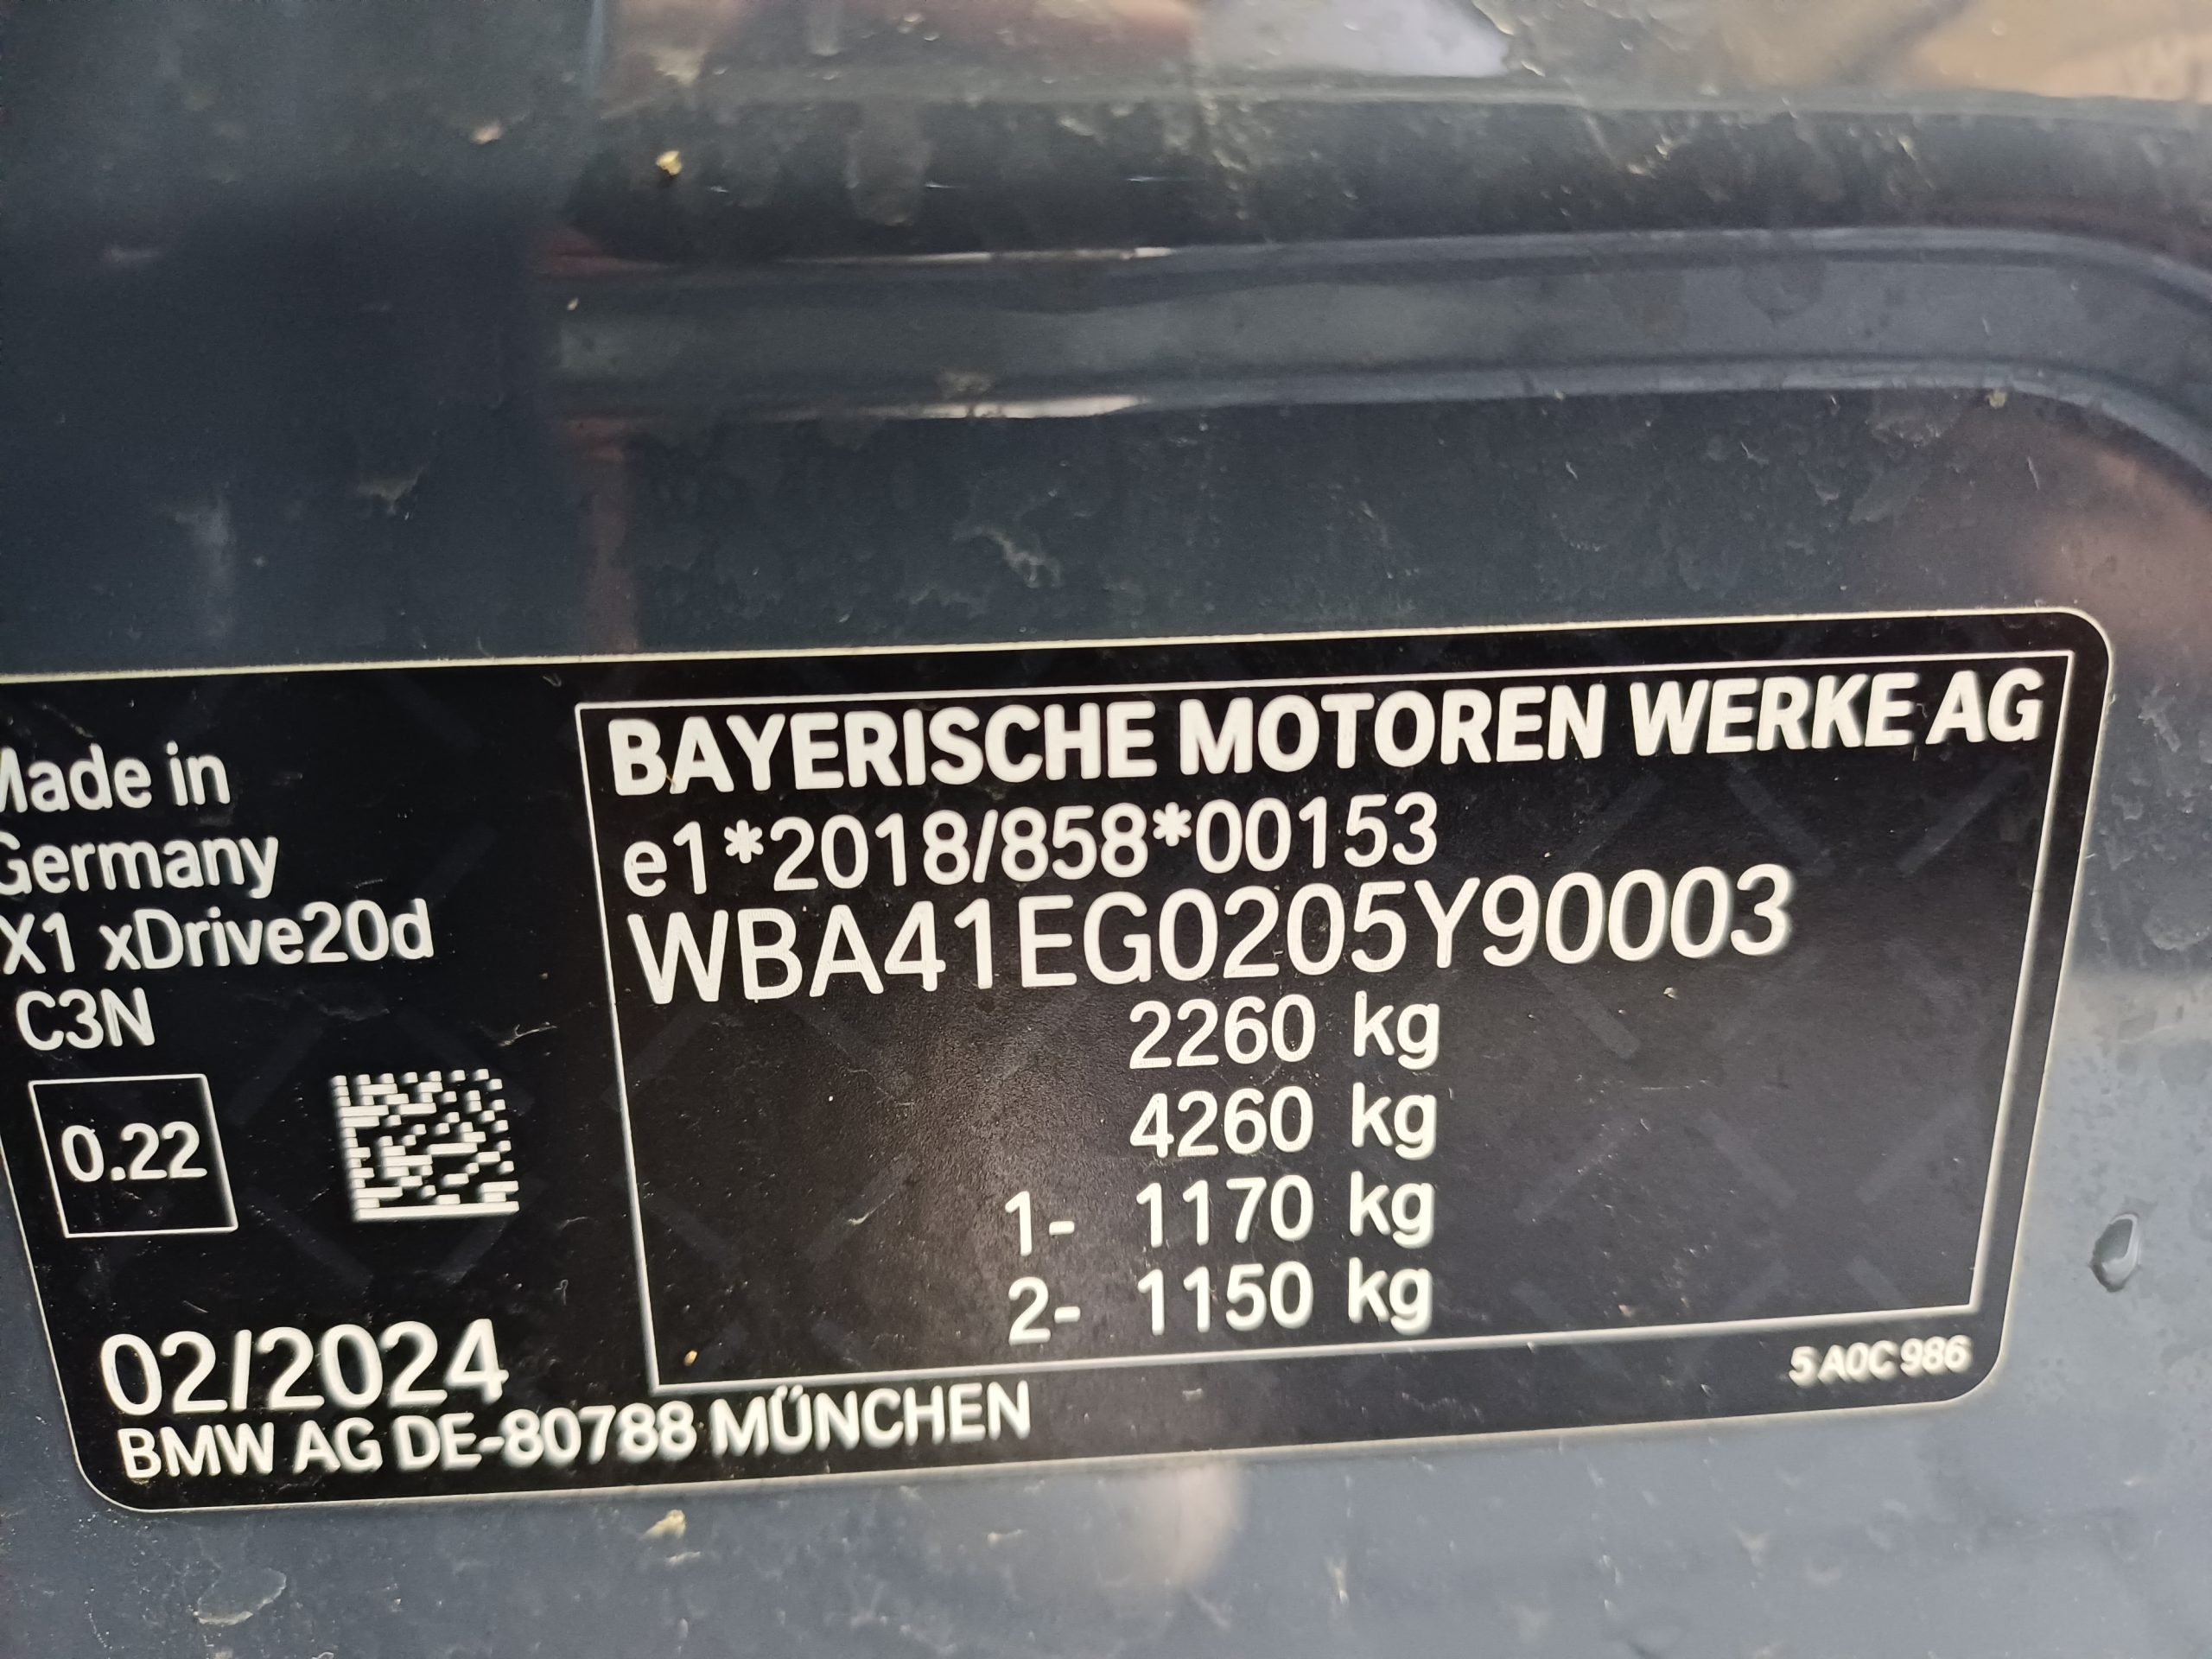 Made in
Germany
X1 xDrive20d
C3N
0.22
02/2024
BMW AG DE-80788 MÜNCHEN
BAYERISCHE MOTOREN WERKE AG
e1*2018/858*00153
WBA41EG0205Y90003
2260 kg
4260 kg
1- 1170 kg
2- 1150 kg
5 A0C 986